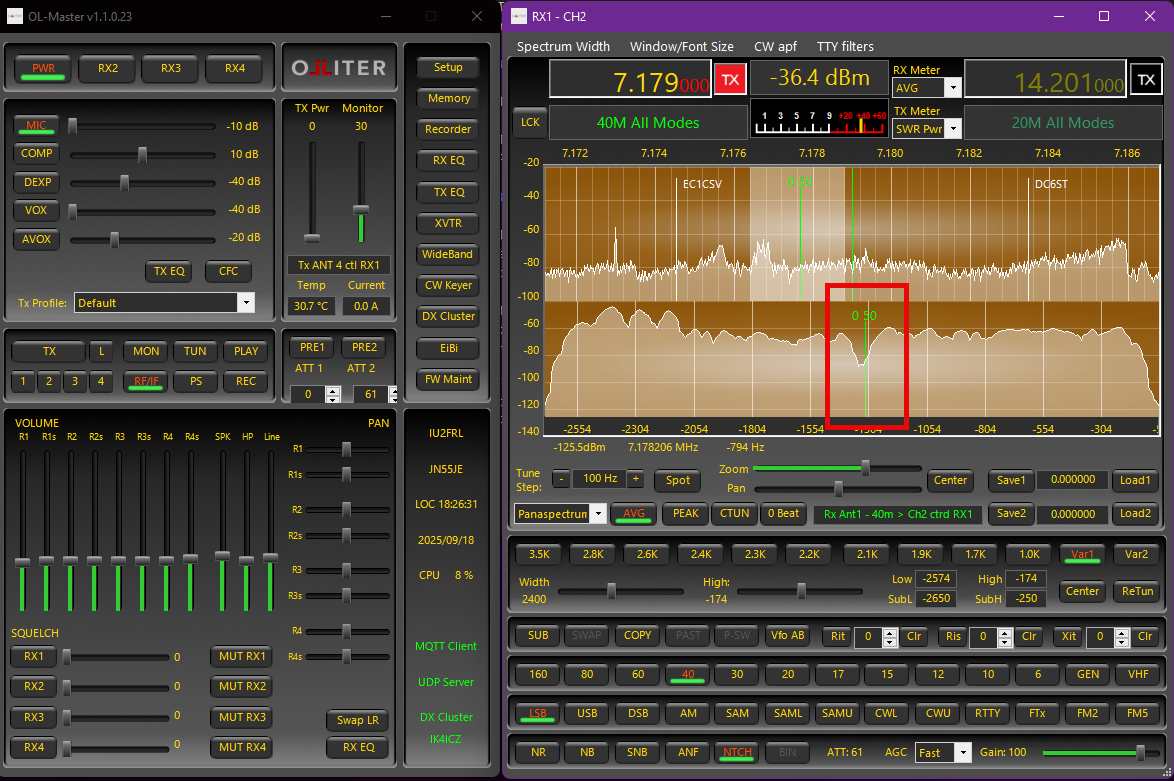 OL-Master v1.1.0.23
PWR RX2 RX3 RX4
OLLITER
Setup
Memory
Recorder
RX EQ
TX EQ
XVTR
WideBand
CW Keyer
DX Cluster
EiBi
FW Maint
MIC -10 dB
COMP 10 dB
DEXP -40 dB
VOX -40 dB
AVOX -20 dB
TX EQ CFC
Tx Profile: Default
TX Pwr Monitor
0 30
Tx ANT 4 ctl RX1
Temp Current
30.7 °C 0.0 A
TX L MON TUN PLAY
1 2 3 4 RF/IF PS REC
PRE1 PRE2
ATT 1 ATT 2
0 61
VOLUME PAN
R1 R1s R2 R2s R3 R3s R4 R4s SPK HP Line
R1
R1s
R2
R2s
R3
R3s
R4
R4s
SQUELCH
RX1 0 MUT RX1
RX2 0 MUT RX2
RX3 0 MUT RX3
RX4 0 MUT RX4
Swap LR
RX EQ
IU2FRL
JN55JE
LOC 18:26:31
2025/09/18
CPU 8 %
MQTT Client
UDP Server
DX Cluster
IK4ICZ
RX1 - CH2
Spectrum Width Window/Font Size CW apf TTY filters
7.179000 TX -36.4 dBm RX Meter AVG 14.201000 TX
LCK 40M All Modes 1 3 5 7 9 +20 +40 +60 TX Meter SWR Pwr 20M All Modes
7.172 7.174 7.176 7.178 7.180 7.182 7.184 7.186
-20
-40
-60
-80
-100
EC1CSV 0 50 DC6ST
-60
-80
-100
-120
-140
0 50
-2554 -2304 -2054 -1804 -1554 -1304 -1054 -804 -554 -304
-125.5dBm 7.178206 MHz -794 Hz
Tune Step: - 100 Hz + Spot Zoom Pan Center Save1 0.000000 Load1
Panaspectrum AVG PEAK CTUN 0 Beat Rx Ant1 - 40m > Ch2 ctrd RX1 Save2 0.000000 Load2
3.5K 2.8K 2.6K 2.4K 2.3K 2.2K 2.1K 1.9K 1.7K 1.0K Var1 Var2
Width 2400 High: -174 Low -2574 High -174 Center ReTun
SubL -2650 SubH -250
SUB SWAP COPY PAST P-SW Vfo AB Rit 0 Clr Ris 0 Clr Xit 0 Clr
160 80 60 40 30 20 17 15 12 10 6 GEN VHF
LSB USB DSB AM SAM SAML SAMU CWL CWU RTTY FTx FM2 FM5
NR NB SNB ANF NTCH BIN ATT: 61 AGC Fast Gain: 100